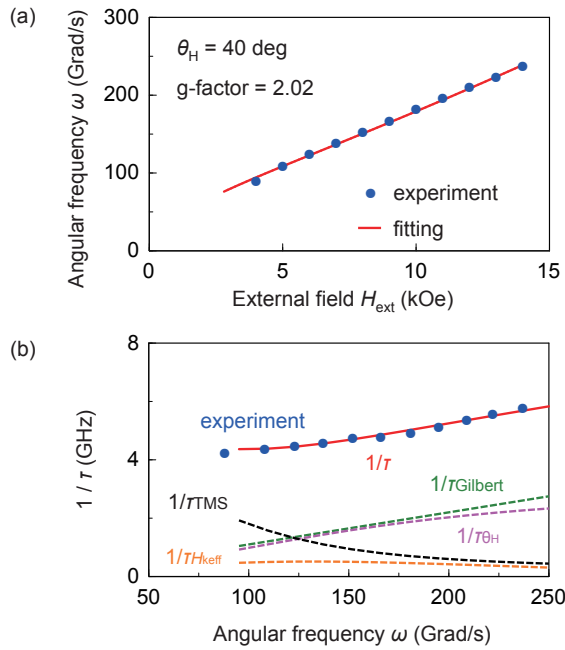 (a)
300
200
100
0
Angular frequency ω (Grad/s)
θH = 40 deg
g-factor = 2.02
experiment
fitting
0 5 10 15
External field Hext (kOe)
(b)
8
4
0
1 / τ (GHz)
experiment
1/τ
1/τTMS
1/τGilbert
1/τθH
1/τHkeff
50 100 150 200 250
Angular frequency ω (Grad/s)